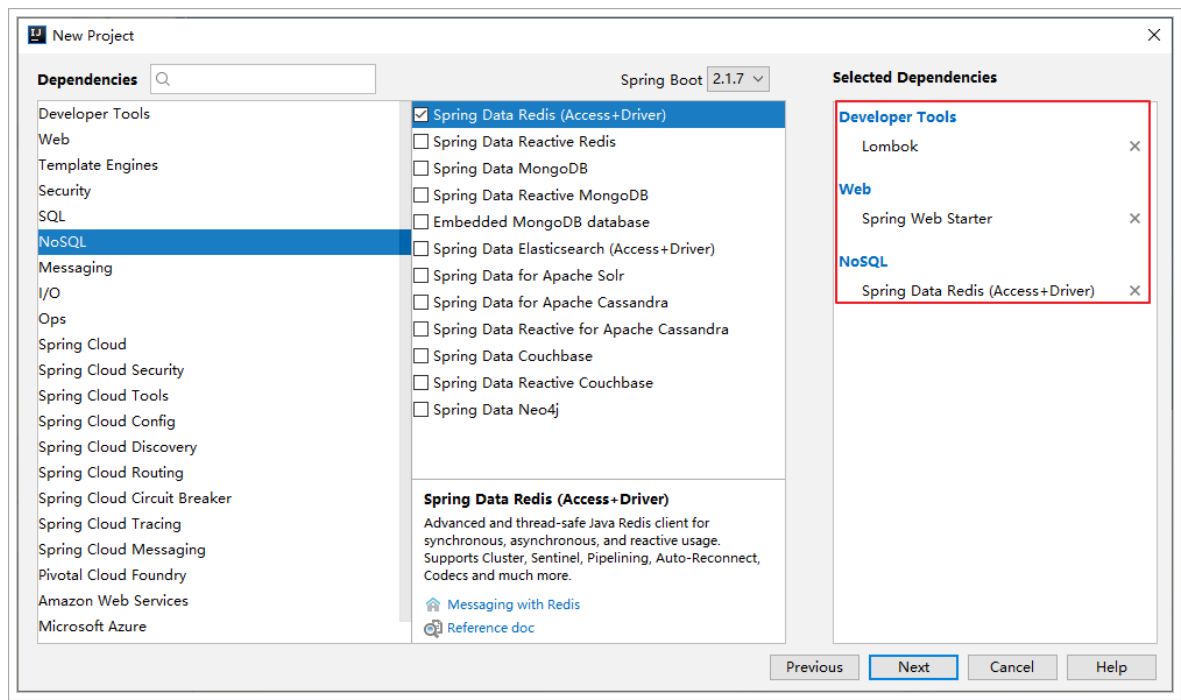 New Project
Dependencies
Spring Boot 2.1.7
Selected Dependencies
Developer Tools
Web
Template Engines
Security
SQL
NoSQL
Messaging
I/O
Ops
Spring Cloud
Spring Cloud Security
Spring Cloud Tools
Spring Cloud Config
Spring Cloud Discovery
Spring Cloud Routing
Spring Cloud Circuit Breaker
Spring Cloud Tracing
Spring Cloud Messaging
Pivotal Cloud Foundry
Amazon Web Services
Microsoft Azure
Spring Data Redis (Access+Driver)
Spring Data Reactive Redis
Spring Data MongoDB
Spring Data Reactive MongoDB
Embedded MongoDB database
Spring Data Elasticsearch (Access+Driver)
Spring Data for Apache Solr
Spring Data for Apache Cassandra
Spring Data Reactive for Apache Cassandra
Spring Data Couchbase
Spring Data Reactive Couchbase
Spring Data Neo4j
Spring Data Redis (Access+Driver)
Advanced and thread-safe Java Redis client for
synchronous, asynchronous, and reactive usage.
Supports Cluster, Sentinel, Pipelining, Auto-Reconnect,
Codecs and much more.
Messaging with Redis
Reference doc
Developer Tools
Lombok
Web
Spring Web Starter
NoSQL
Spring Data Redis (Access+Driver)
Previous
Next
Cancel
Help